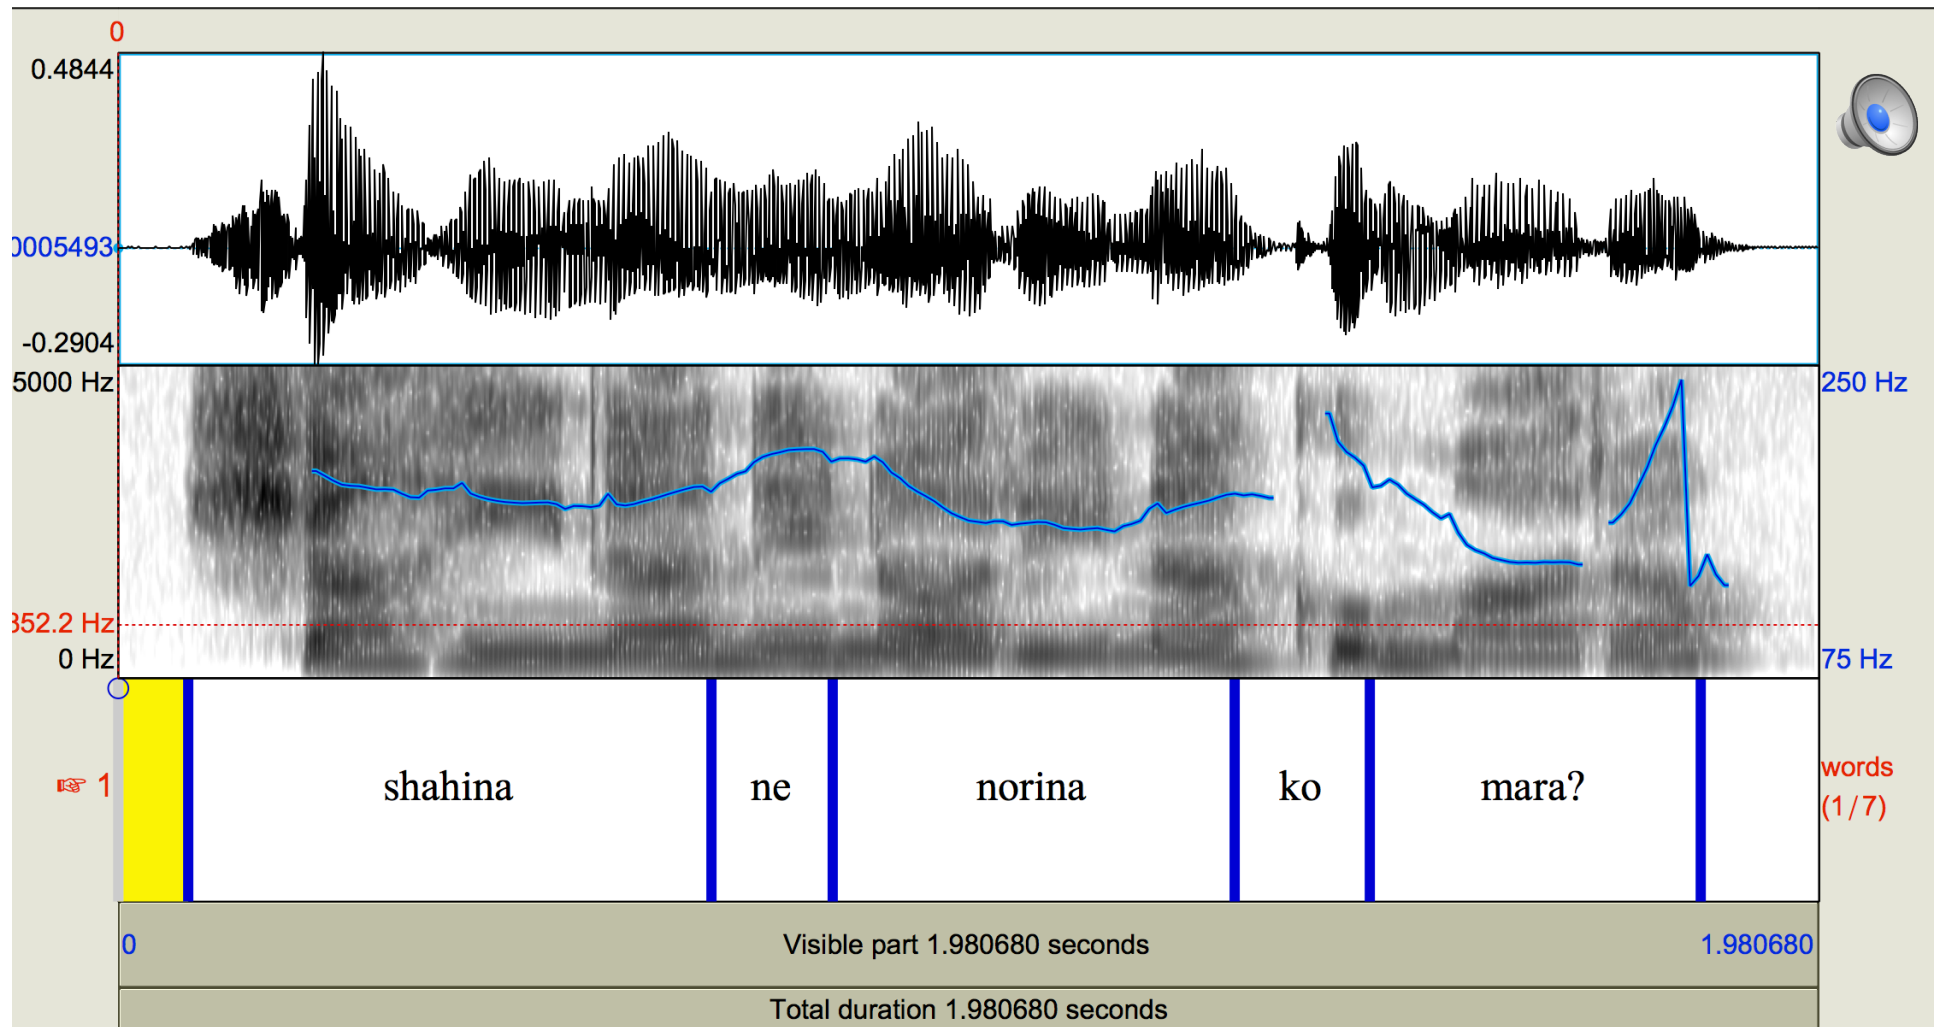 0
0.4844
0005493
-0.2904
5000 Hz
250 Hz
352.2 Hz
0 Hz
75 Hz
1
shahina ne norina ko mara?
words
(1/7)
0 Visible part 1.980680 seconds 1.980680
Total duration 1.980680 seconds